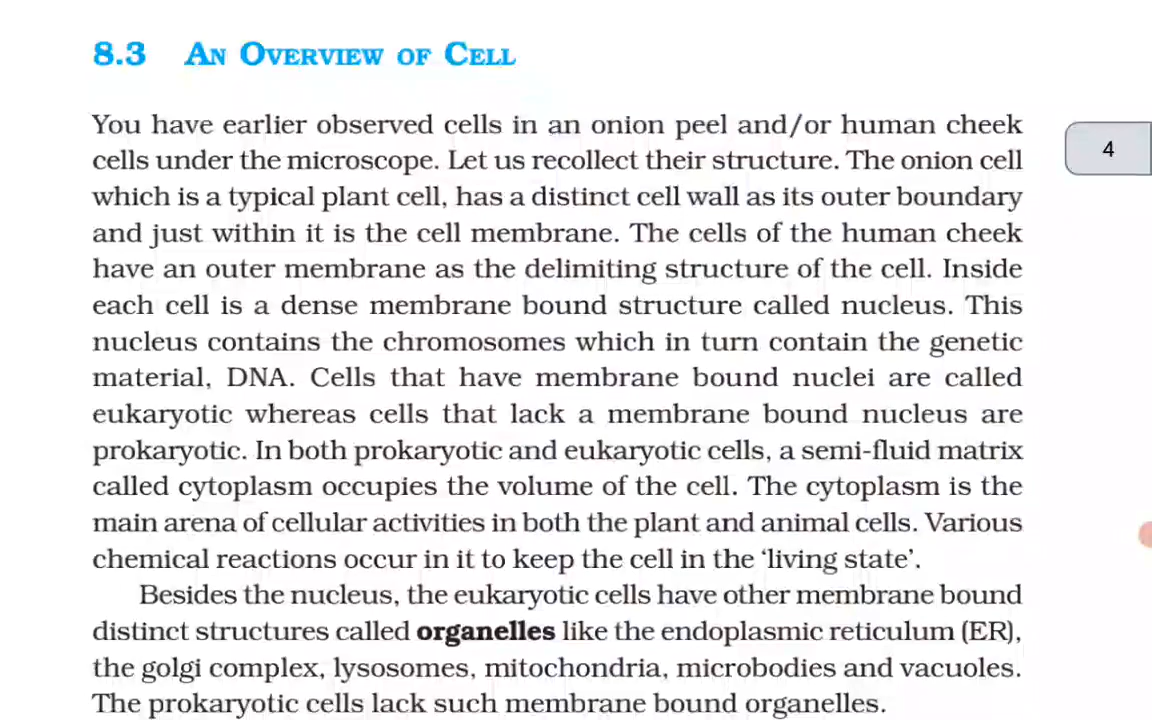 8.3 AN OVERVIEW OF CELL
You have earlier observed cells in an onion peel and/or human cheek
cells under the microscope. Let us recollect their structure. The onion cell
which is a typical plant cell, has a distinct cell wall as its outer boundary
and just within it is the cell membrane. The cells of the human cheek
have an outer membrane as the delimiting structure of the cell. Inside
each cell is a dense membrane bound structure called nucleus. This
nucleus contains the chromosomes which in turn contain the genetic
material, DNA. Cells that have membrane bound nuclei are called
eukaryotic whereas cells that lack a membrane bound nucleus are
prokaryotic. In both prokaryotic and eukaryotic cells, a semi-fluid matrix
called cytoplasm occupies the volume of the cell. The cytoplasm is the
main arena of cellular activities in both the plant and animal cells. Various
chemical reactions occur in it to keep the cell in the ‘living state’.
Besides the nucleus, the eukaryotic cells have other membrane bound
distinct structures called organelles like the endoplasmic reticulum (ER),
the golgi complex, lysosomes, mitochondria, microbodies and vacuoles.
The prokaryotic cells lack such membrane bound organelles.
4